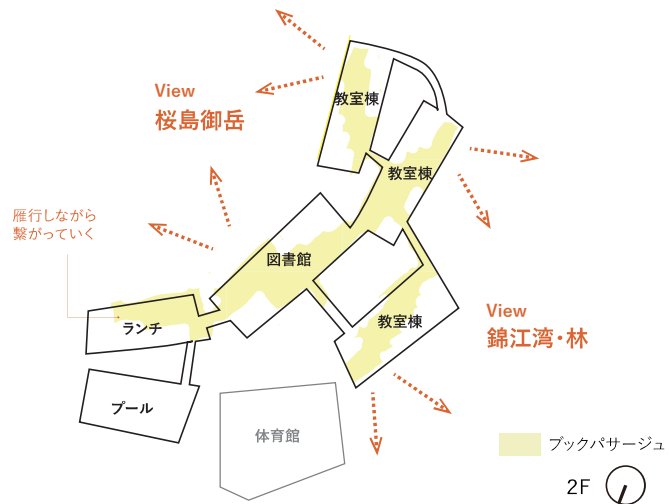 View
桜島御岳
教室棟
教室棟
雁行しながら
繋がっていく
図書館
ランチ
教室棟
View
錦江湾・林
プール
体育館
ブックパサージュ
2F